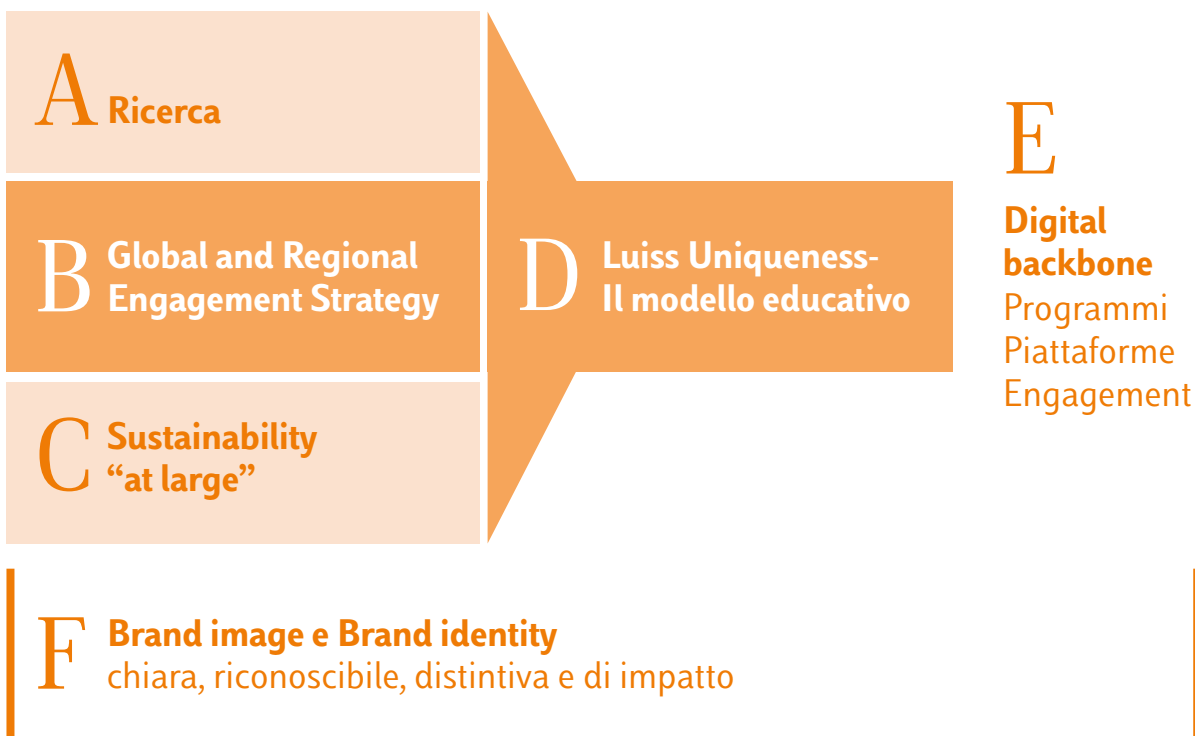 A Ricerca
B Global and Regional
Engagement Strategy
C Sustainability
“at large”
D Luiss Uniqueness-
Il modello educativo
E
Digital
backbone
Programmi
Piattaforme
Engagement
F Brand image e Brand identity
chiara, riconoscibile, distintiva e di impatto